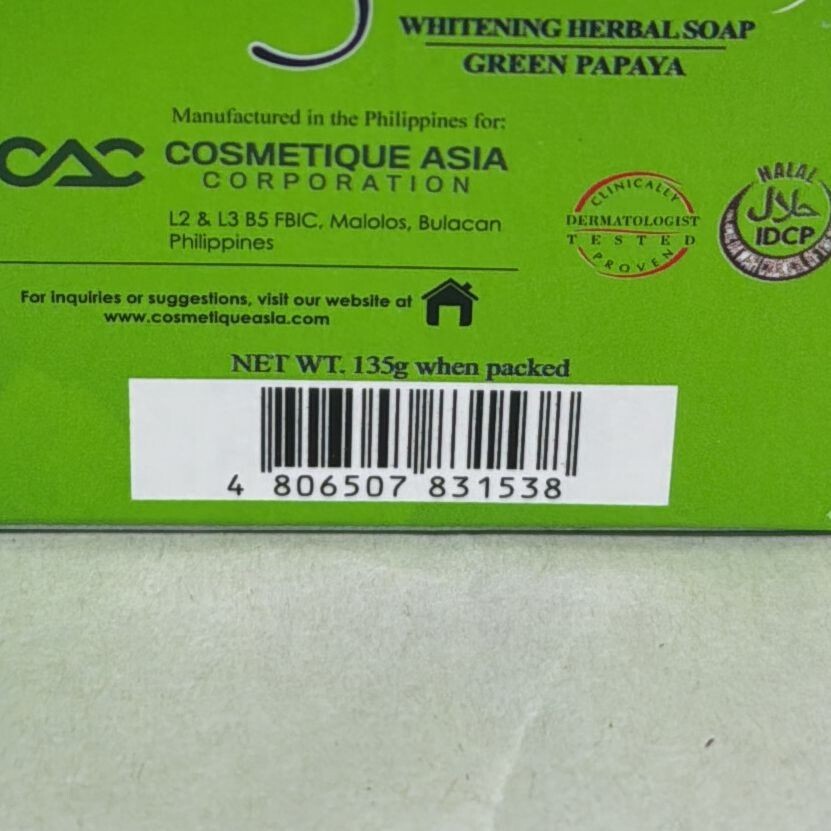 WHITENING HERBAL SOAP
GREEN PAPAYA
Manufactured in the Philippines for:
CAC
COSMETIQUE ASIA
CORPORATION
L2 & L3 B5 FBIC, Malolos, Bulacan
Philippines
CLINICALLY
DERMATOLOGIST
TESTED
PROVEN
HALAL
حلال
IDCP
For inquiries or suggestions, visit our website at
www.cosmetiqueasia.com
NET WT. 135g when packed
4 806507 831538